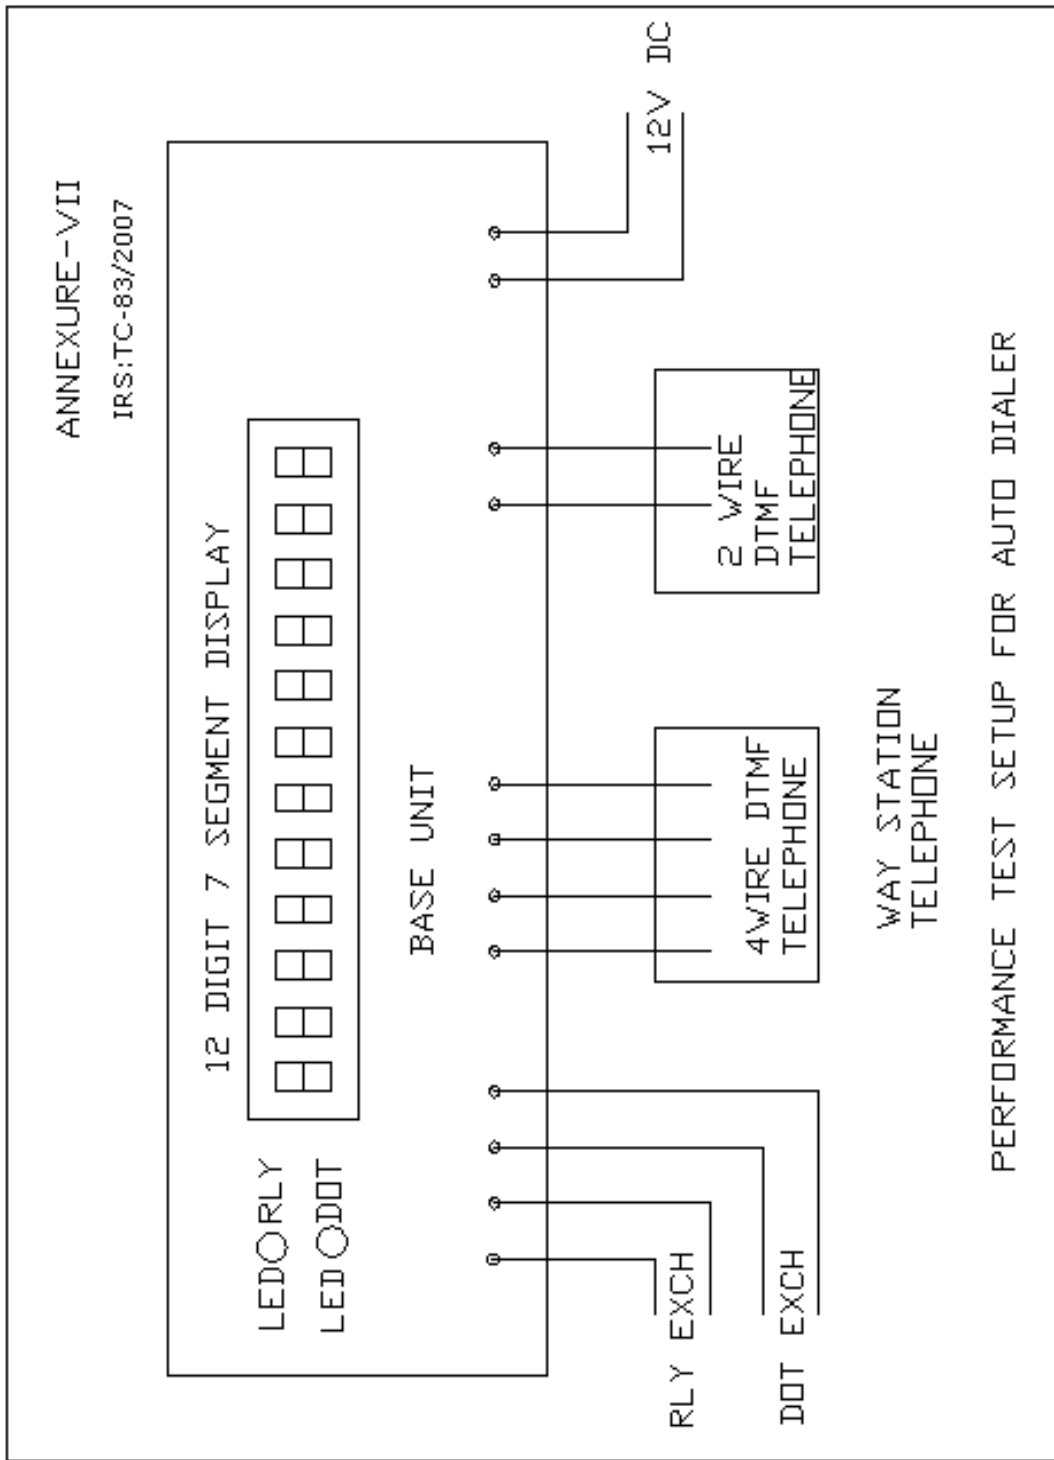 ANNEXURE-VII
IRS:TC-83/2007
12 DIGIT 7 SEGMENT DISPLAY
LED RLY
LED DOT
BASE UNIT
RLY EXCH
DOT EXCH
4WIRE DTMF
TELEPHONE
2 WIRE
DTMF
TELEPHONE
12V DC
WAY STATION
TELEPHONE
PERFORMANCE TEST SETUP FOR AUTO DIALER